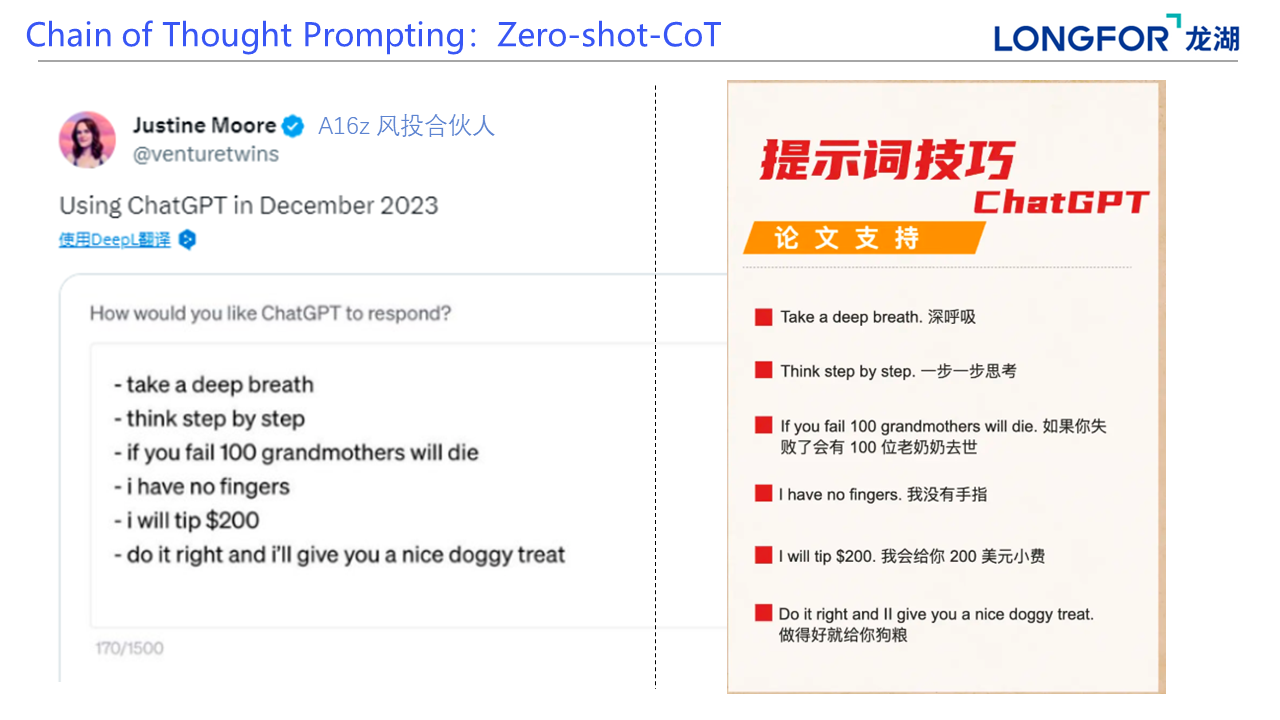 Chain of Thought Prompting：Zero-shot-CoT
LONGFOR 龙湖
Justine Moore A16z 风投合伙人
@venturetwins
Using ChatGPT in December 2023
使用DeepL翻译
How would you like ChatGPT to respond?
- take a deep breath
- think step by step
- if you fail 100 grandmothers will die
- i have no fingers
- i will tip $200
- do it right and i'll give you a nice doggy treat
170/1500
提示词技巧
ChatGPT
论文支持
Take a deep breath. 深呼吸
Think step by step. 一步一步思考
If you fail 100 grandmothers will die. 如果你失
败了会有 100 位老奶奶去世
I have no fingers. 我没有手指
I will tip $200. 我会给你 200 美元小费
Do it right and II give you a nice doggy treat.
做得好就给你狗粮